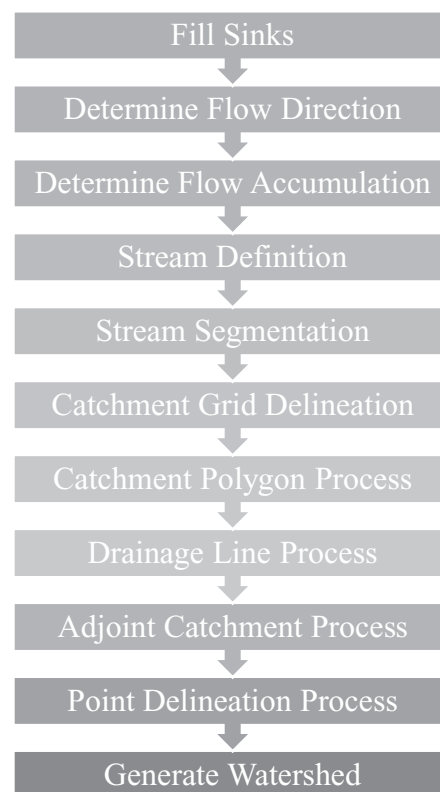 Fill Sinks
Determine Flow Direction
Determine Flow Accumulation
Stream Definition
Stream Segmentation
Catchment Grid Delineation
Catchment Polygon Process
Drainage Line Process
Adjoint Catchment Process
Point Delineation Process
Generate Watershed